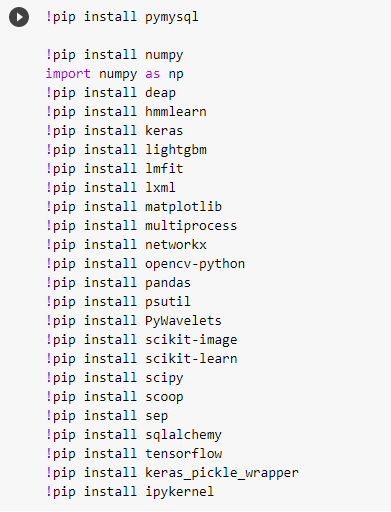 !pip install pymysql
!pip install numpy
import numpy as np
!pip install deap
!pip install hmmlearn
!pip install keras
!pip install lightgbm
!pip install lmfit
!pip install lxml
!pip install matplotlib
!pip install multiprocess
!pip install networkx
!pip install opencv-python
!pip install pandas
!pip install psutil
!pip install PyWavelets
!pip install scikit-image
!pip install scikit-learn
!pip install scipy
!pip install scoop
!pip install sep
!pip install sqlalchemy
!pip install tensorflow
!pip install keras_pickle_wrapper
!pip install ipykernel